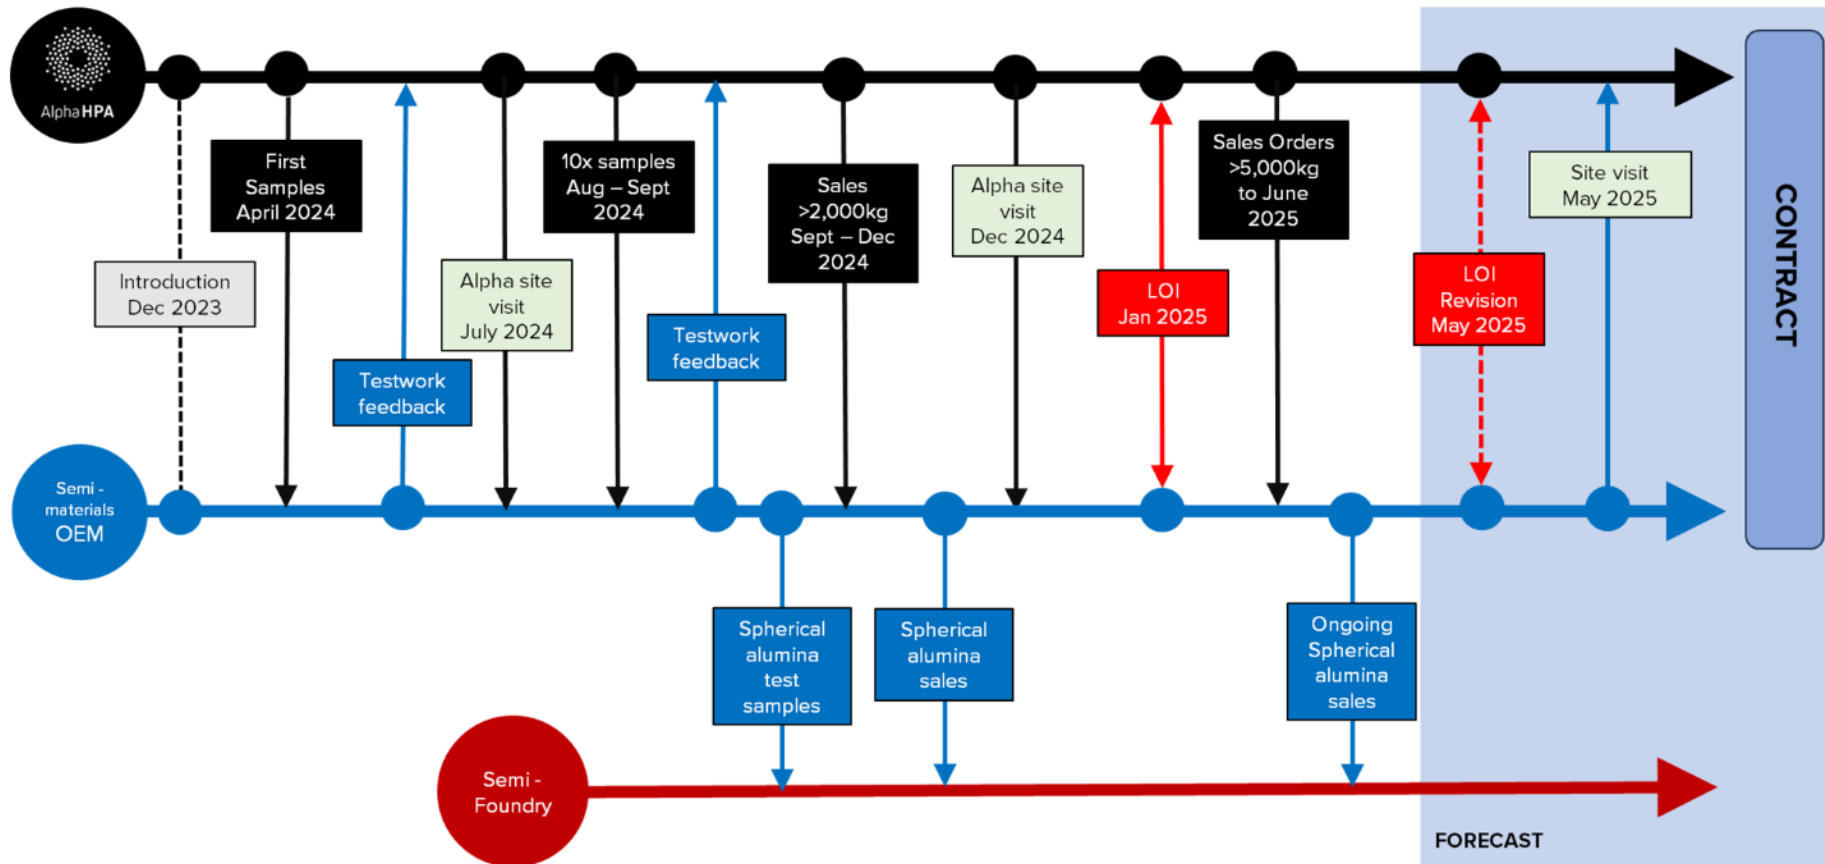 AlphaHPA
First
Samples
April 2024
Introduction
Dec 2023
Testwork
feedback
Alpha site
visit
July 2024
10x samples
Aug – Sept
2024
Testwork
feedback
Sales
>2,000kg
Sept – Dec
2024
Alpha site
visit
Dec 2024
LOI
Jan 2025
Sales Orders
>5,000kg
to June
2025
LOI
Revision
May 2025
Site visit
May 2025
CONTRACT
Semi -
materials
OEM
Spherical
alumina
test
samples
Spherical
alumina
sales
Ongoing
Spherical
alumina
sales
Semi -
Foundry
FORECAST